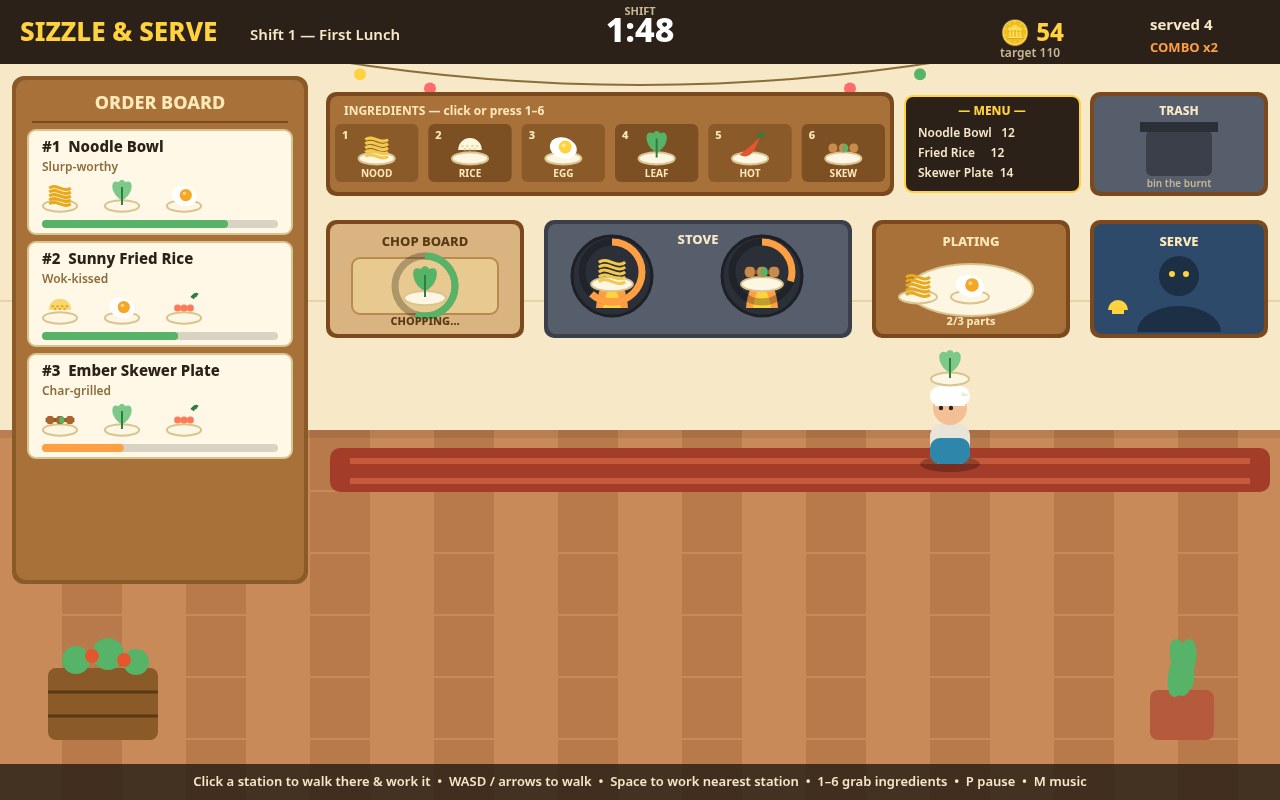 SIZZLE & SERVE
Shift 1 — First Lunch
SHIFT
1:48
54
target 110
served 4
COMBO x2
ORDER BOARD
#1 Noodle Bowl
Slurp-worthy
#2 Sunny Fried Rice
Wok-kissed
#3 Ember Skewer Plate
Char-grilled
INGREDIENTS — click or press 1–6
1
NOOD
2
RICE
3
EGG
4
LEAF
5
HOT
6
SKEW
— MENU —
Noodle Bowl 12
Fried Rice 12
Skewer Plate 14
TRASH
bin the burnt
CHOP BOARD
CHOPPING...
STOVE
PLATING
2/3 parts
SERVE
Click a station to walk there & work it • WASD / arrows to walk • Space to work nearest station • 1–6 grab ingredients • P pause • M music